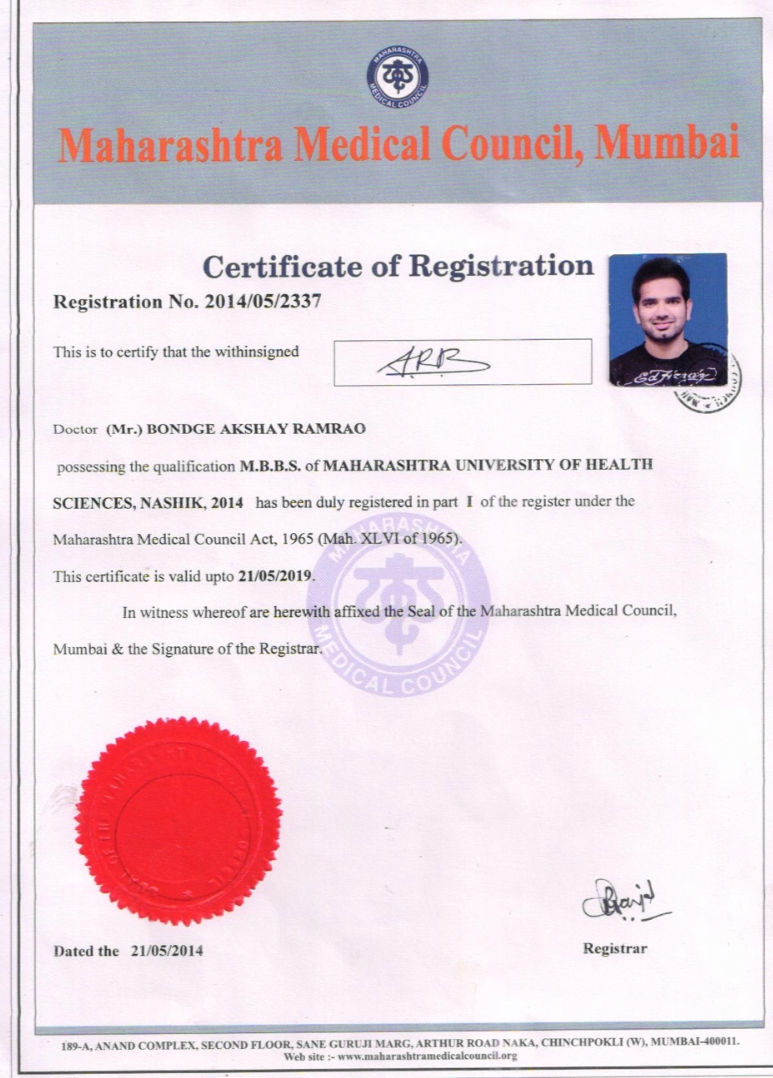 MAHARASHTRA
MEDICAL COUNCIL
Maharashtra Medical Council, Mumbai
Certificate of Registration
Registration No. 2014/05/2337
This is to certify that the withinsigned
ARB
Doctor (Mr.) BONDGE AKSHAY RAMRAO
possessing the qualification M.B.B.S. of MAHARASHTRA UNIVERSITY OF HEALTH
SCIENCES, NASHIK, 2014 has been duly registered in part I of the register under the
Maharashtra Medical Council Act, 1965 (Mah. XLVI of 1965).
This certificate is valid upto 21/05/2019.
In witness whereof are herewith affixed the Seal of the Maharashtra Medical Council,
Mumbai & the Signature of the Registrar.
MAHARASHTRA
MEDICAL COUNCIL
Dated the 21/05/2014
Registrar
189-A, ANAND COMPLEX, SECOND FLOOR, SANE GURUJI MARG, ARTHUR ROAD NAKA, CHINCHPOKLI (W), MUMBAI-400011.
Web site :- www.maharashtramedicalcouncil.org